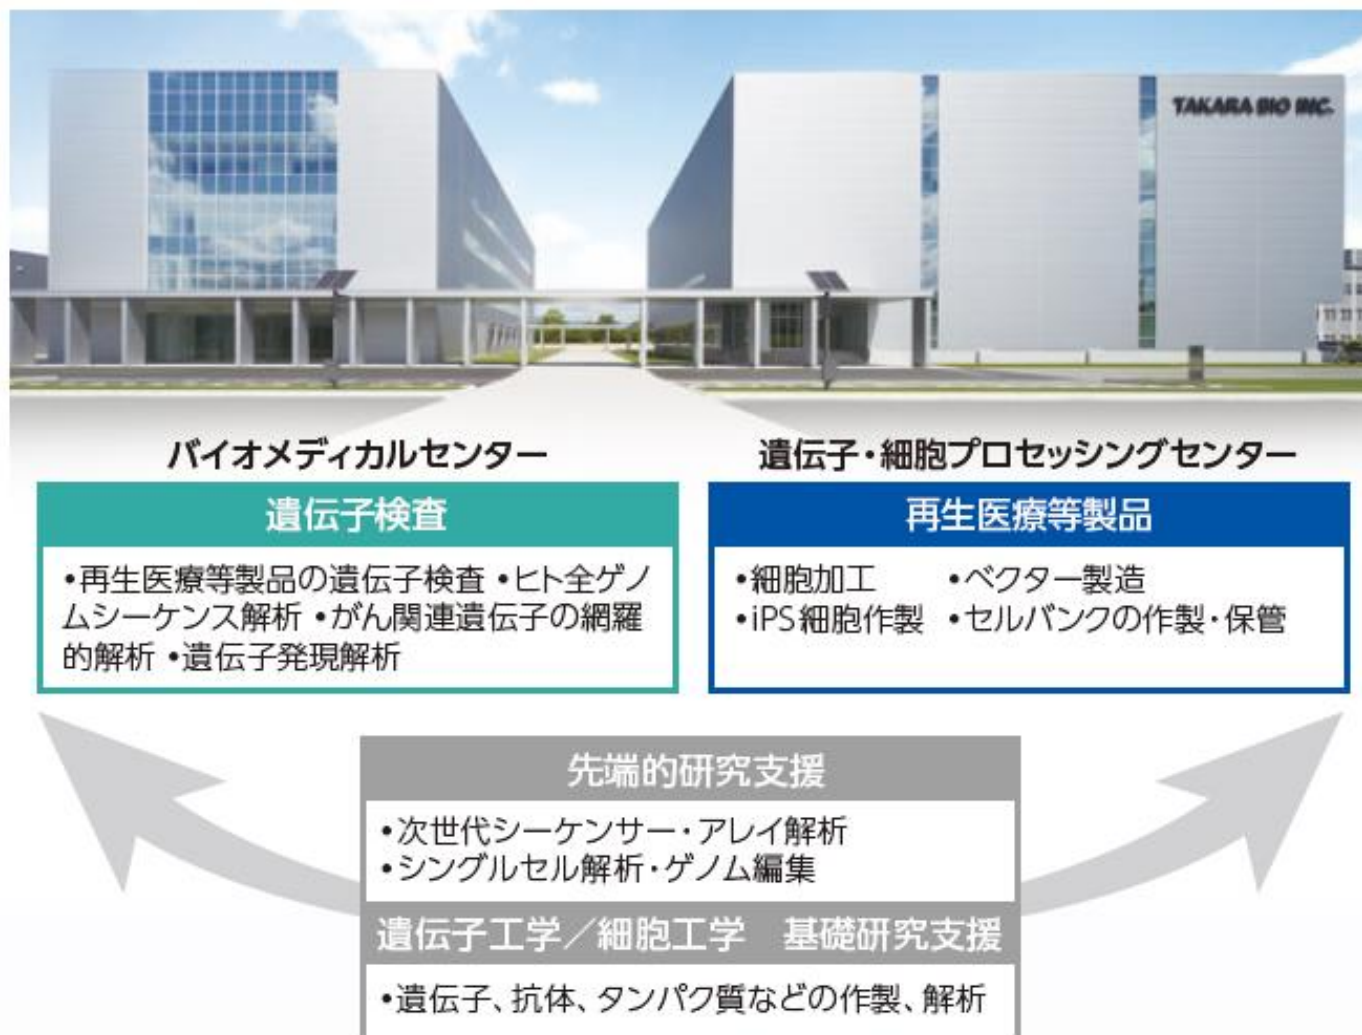 TAKARA BIO INC.
バイオメディカルセンター
遺伝子検査
•再生医療等製品の遺伝子検査 •ヒト全ゲノ
ムシーケンス解析 •がん関連遺伝子の網羅
的解析 •遺伝子発現解析
遺伝子・細胞プロセッシングセンター
再生医療等製品
•細胞加工 •ベクター製造
•iPS細胞作製 •セルバンクの作製・保管
先端的研究支援
•次世代シーケンサー・アレイ解析
•シングルセル解析・ゲノム編集
遺伝子工学／細胞工学　基礎研究支援
•遺伝子、抗体、タンパク質などの作製、解析